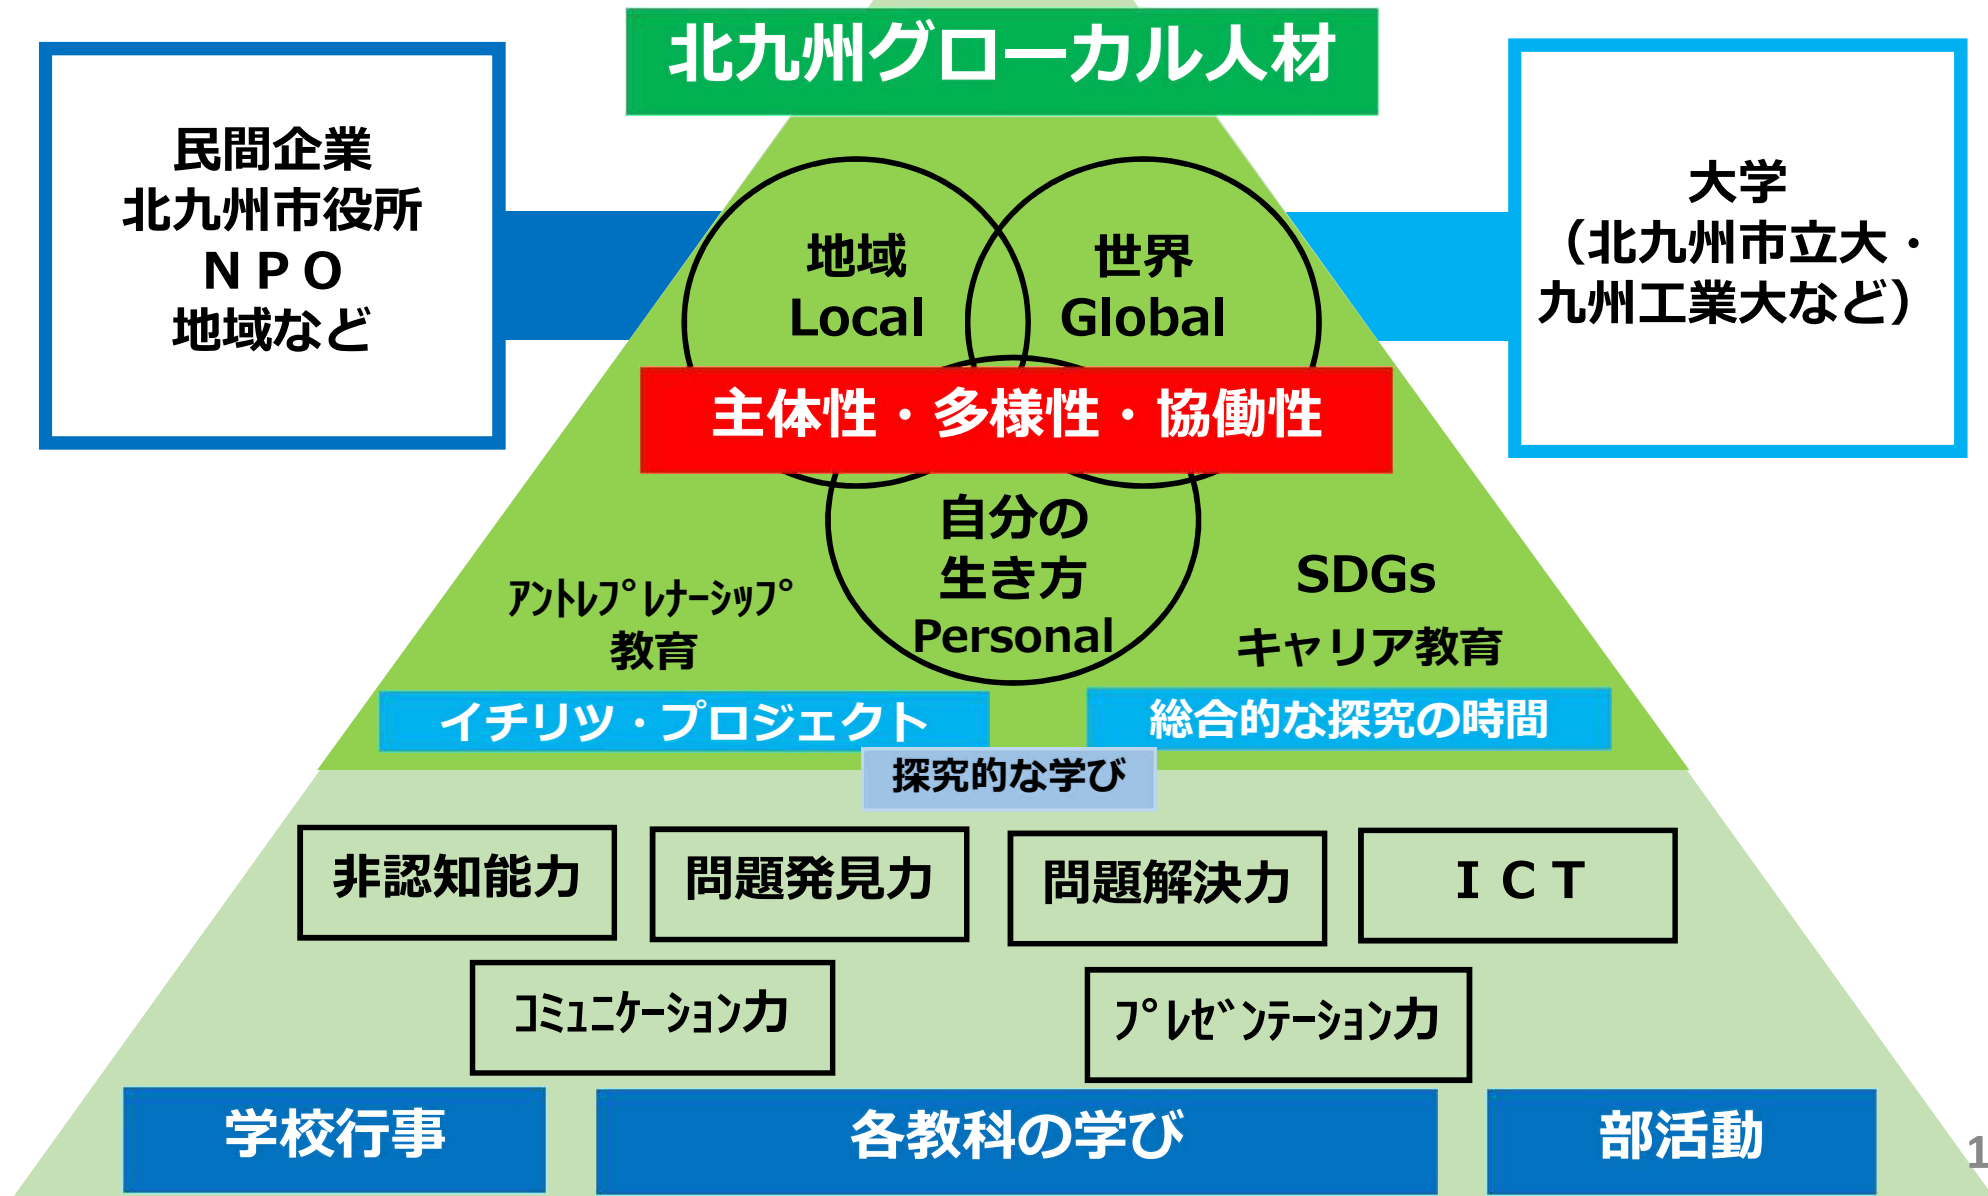 北九州グローカル人材
民間企業
北九州市役所
ＮＰＯ
地域など
大学
（北九州市立大・
九州工業大など）
地域
Local
世界
Global
主体性・多様性・協働性
自分の
生き方
Personal
ｱﾝﾄﾚﾌﾟﾚﾅｰｼｯﾌﾟ
教育
SDGs
キャリア教育
イチリツ・プロジェクト
総合的な探究の時間
探究的な学び
非認知能力
問題発見力
問題解決力
ＩＣＴ
ｺﾐｭﾆｹｰｼｮﾝ力
ﾌﾟﾚｾﾞﾝﾃｰｼｮﾝ力
学校行事
各教科の学び
部活動
1